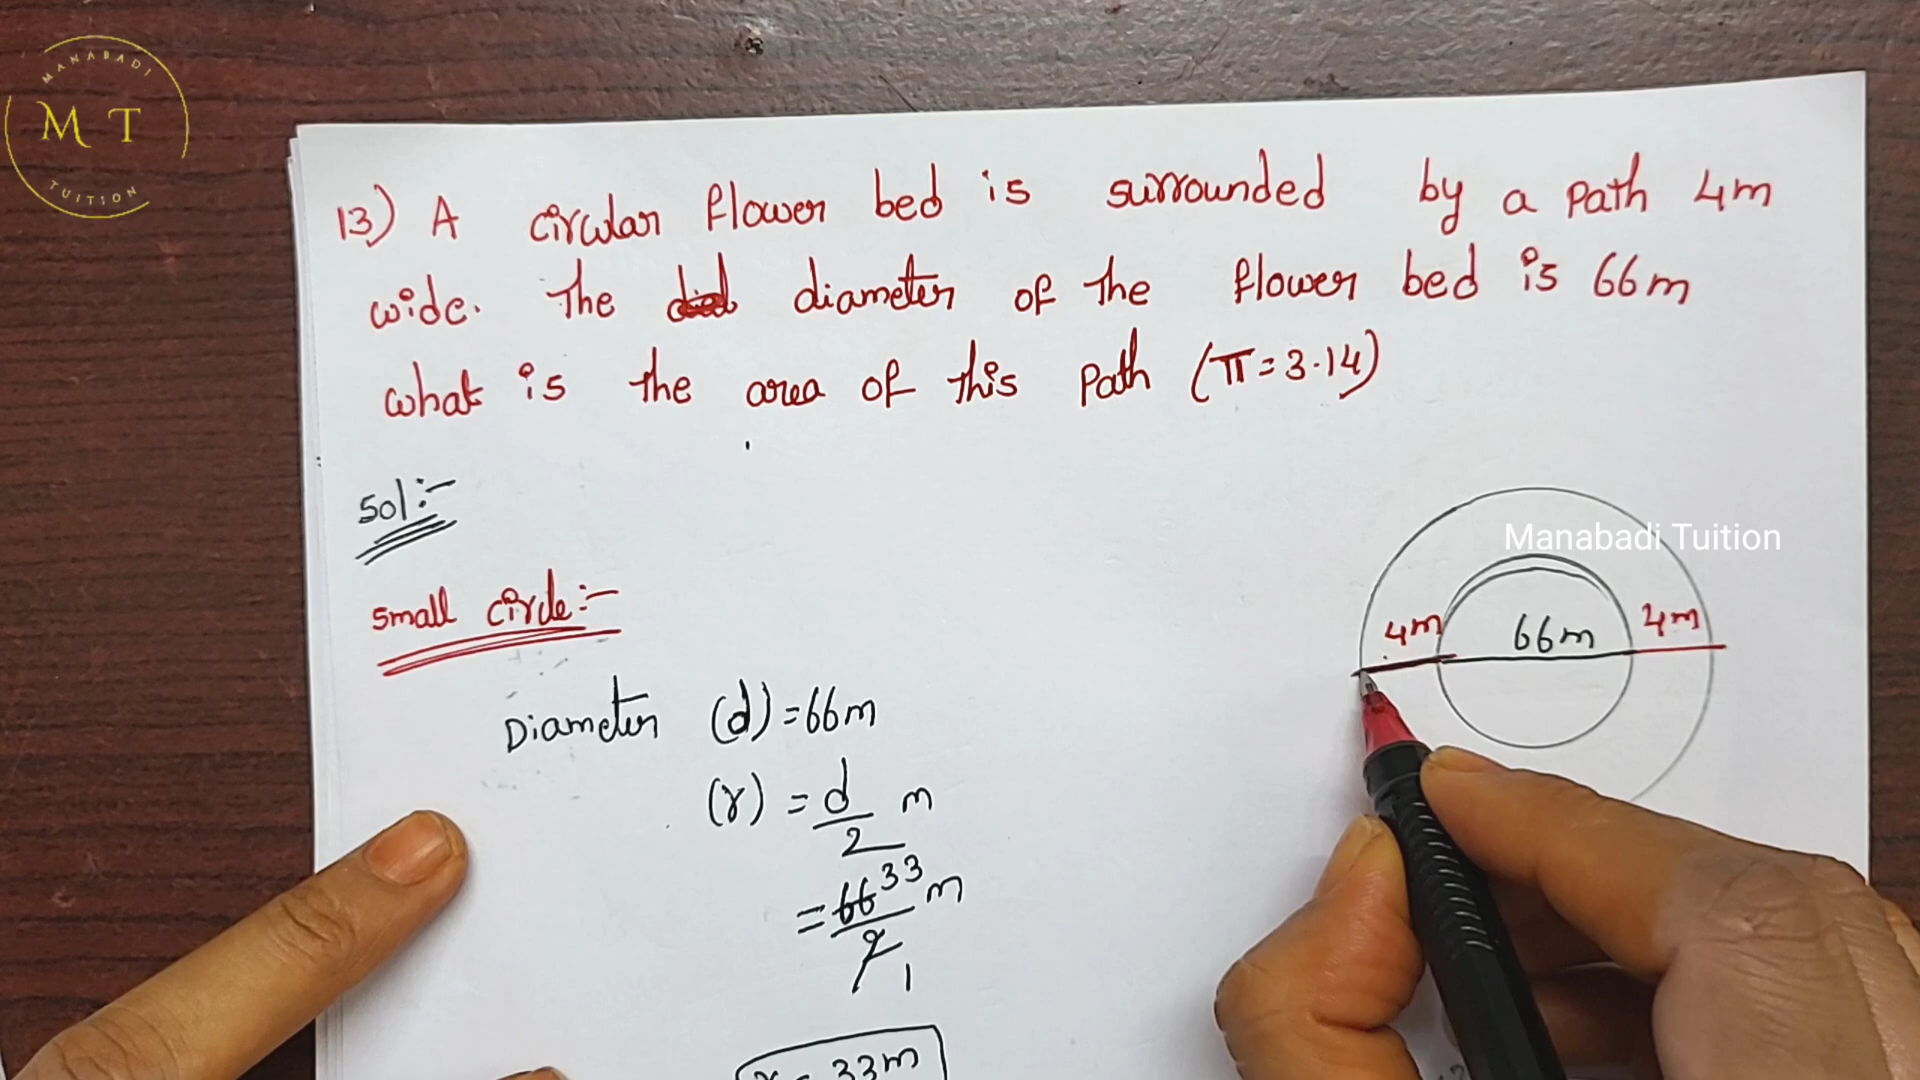 MANABADI
M T
TUITION
13) A circular flower bed is surrounded by a path 4m
wide. The diameter of the flower bed is 66m
what is the area of this path (π=3.14)
Sol:-
Manabadi Tuition
small circle:-
4m 66m 4m
Diameter (d)=66m
(r) = d/2 m
= 66 33/2 1 m
r = 33m